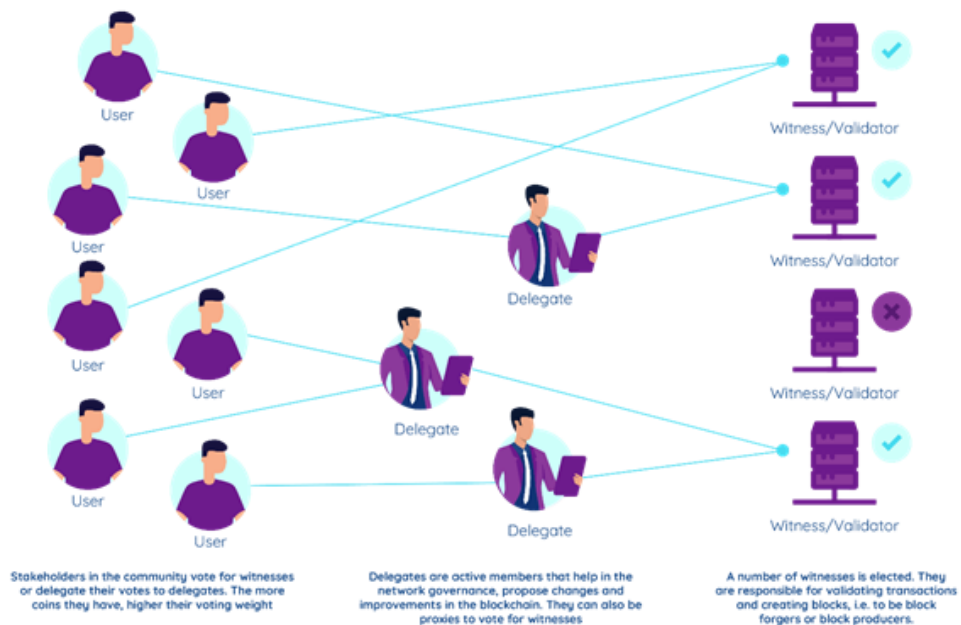 User
User
User
User
User
User
User
Delegate
Delegate
Delegate
Witness/Validator
Witness/Validator
Witness/Validator
Witness/Validator
Stakeholders in the community vote for witnesses
or delegate their votes to delegates. The more
coins they have, higher their voting weight
Delegates are active members that help in the
network governance, propose changes and
improvements in the blockchain. They can also be
proxies to vote for witnesses
A number of witnesses is elected. They
are responsible for validating transactions
and creating blocks, i.e. to be block
forgers or block producers.